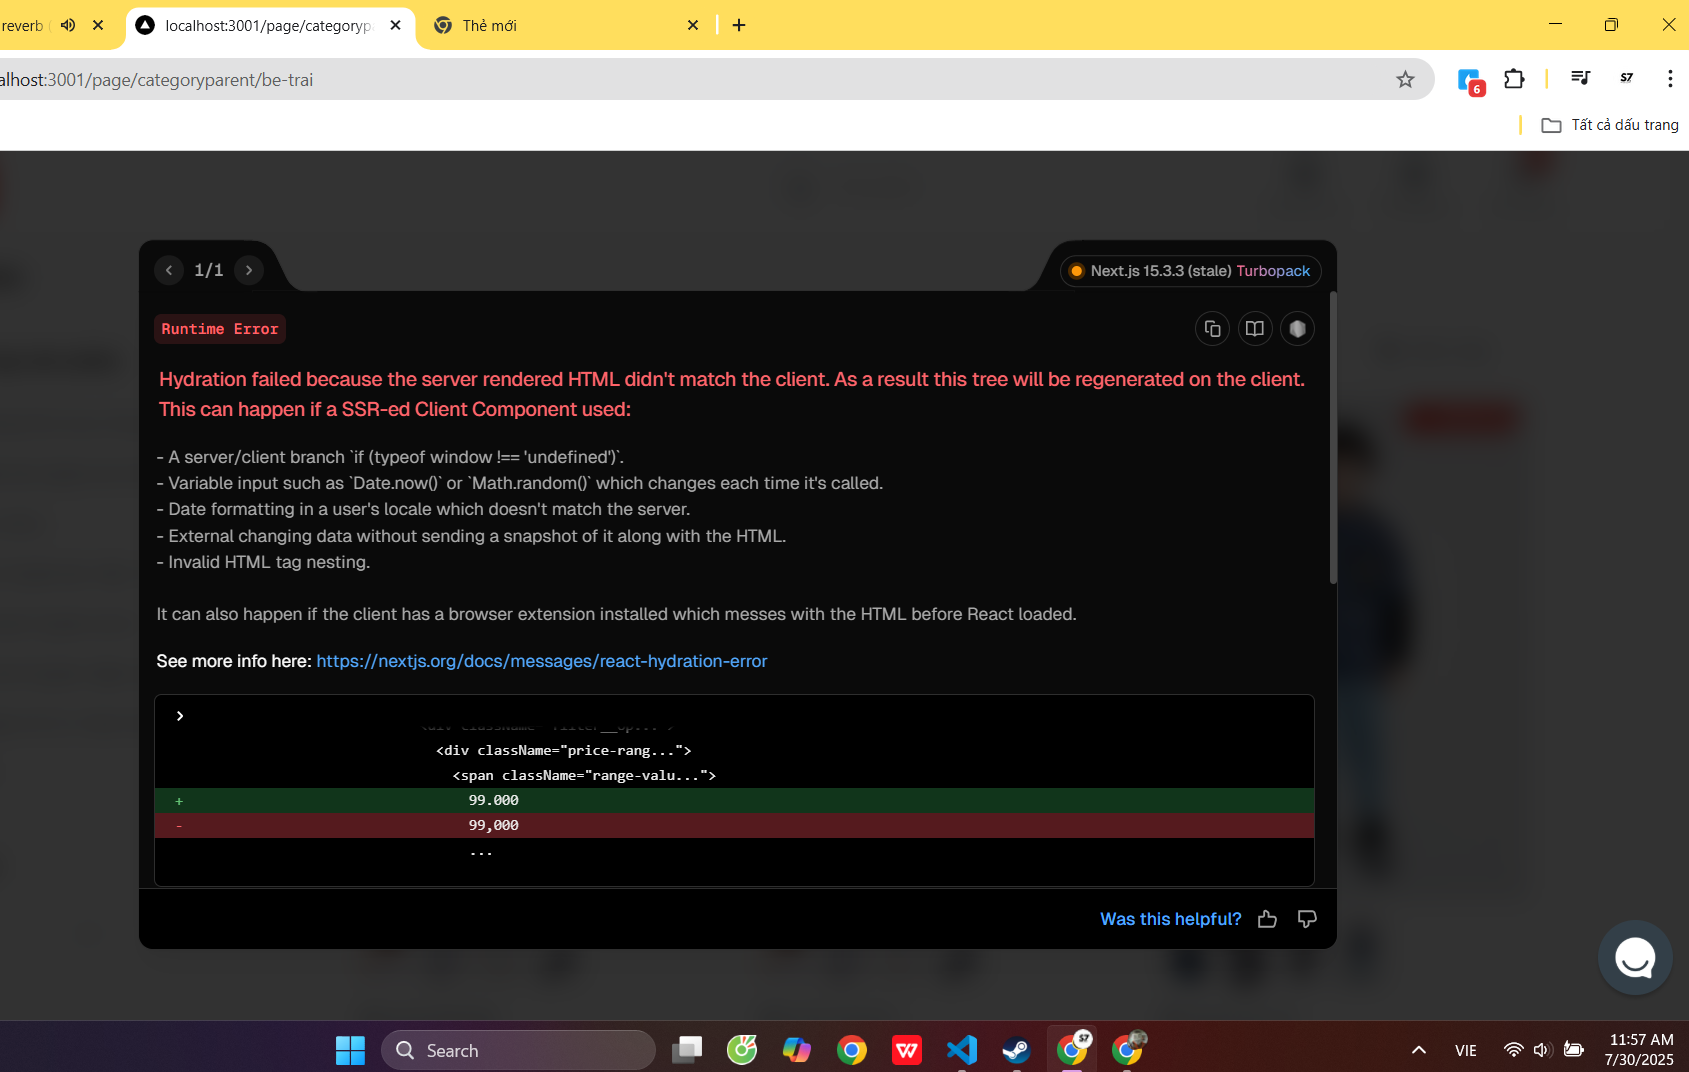 reverb
localhost:3001/page/categoryp
Thẻ mới
alhost:3001/page/categoryparent/be-trai
6
S7
Tất cả dấu trang
1/1
Next.js 15.3.3 (stale) Turbopack
Runtime Error
Hydration failed because the server rendered HTML didn't match the client. As a result this tree will be regenerated on the client.
This can happen if a SSR-ed Client Component used:
- A server/client branch `if (typeof window !== 'undefined')`.
- Variable input such as `Date.now()` or `Math.random()` which changes each time it's called.
- Date formatting in a user's locale which doesn't match the server.
- External changing data without sending a snapshot of it along with the HTML.
- Invalid HTML tag nesting.
It can also happen if the client has a browser extension installed which messes with the HTML before React loaded.
See more info here: https://nextjs.org/docs/messages/react-hydration-error
<div className="price-rang...">
<span className="range-valu...">
+ 99.000
- 99,000
...
Was this helpful?
Search
S7
VIE
11:57 AM
7/30/2025